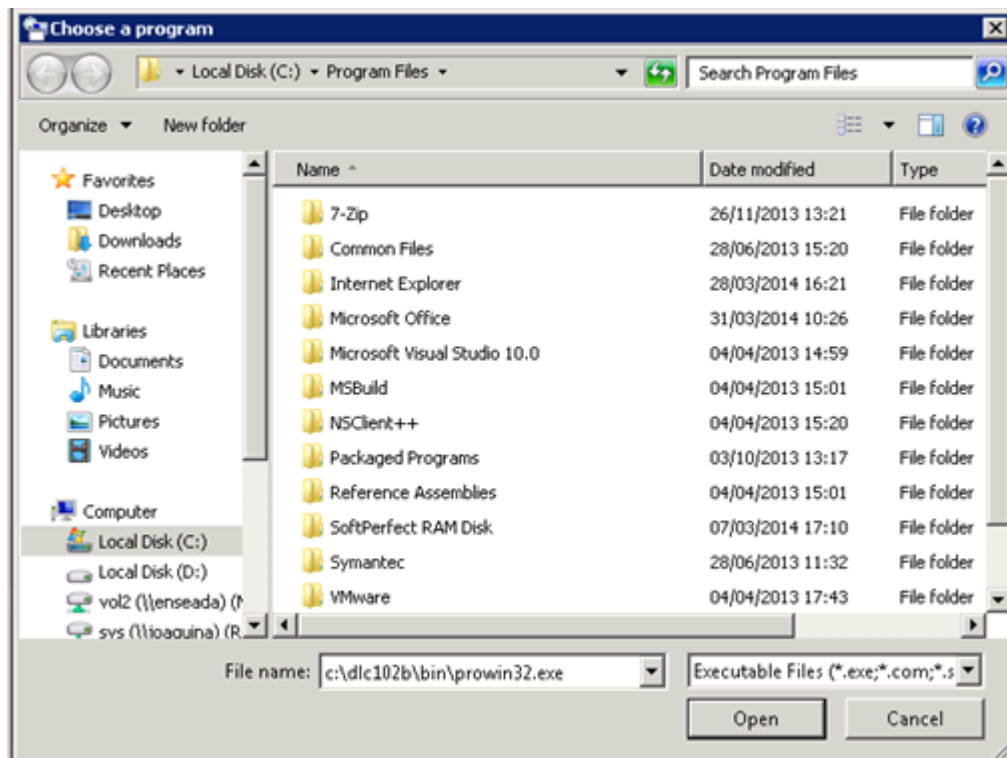 Choose a program
Local Disk (C:) Program Files
Search Program Files
Organize New folder
Favorites
Desktop
Downloads
Recent Places
Libraries
Documents
Music
Pictures
Videos
Computer
Local Disk (C:)
Local Disk (D:)
vol2 (\\enseada) (
sys (\\joaquina) (R
Name Date modified Type
7-Zip 26/11/2013 13:21 File folder
Common Files 28/06/2013 15:20 File folder
Internet Explorer 28/03/2014 16:21 File folder
Microsoft Office 31/03/2014 10:26 File folder
Microsoft Visual Studio 10.0 04/04/2013 14:59 File folder
MSBuild 04/04/2013 15:01 File folder
NSClient++ 04/04/2013 15:20 File folder
Packaged Programs 03/10/2013 13:17 File folder
Reference Assemblies 04/04/2013 15:01 File folder
SoftPerfect RAM Disk 07/03/2014 17:10 File folder
Symantec 28/06/2013 11:32 File folder
VMware 04/04/2013 17:43 File folder
File name: c:\dlc102b\bin\prowin32.exe Executable Files (*.exe;*.com;*.s
Open Cancel